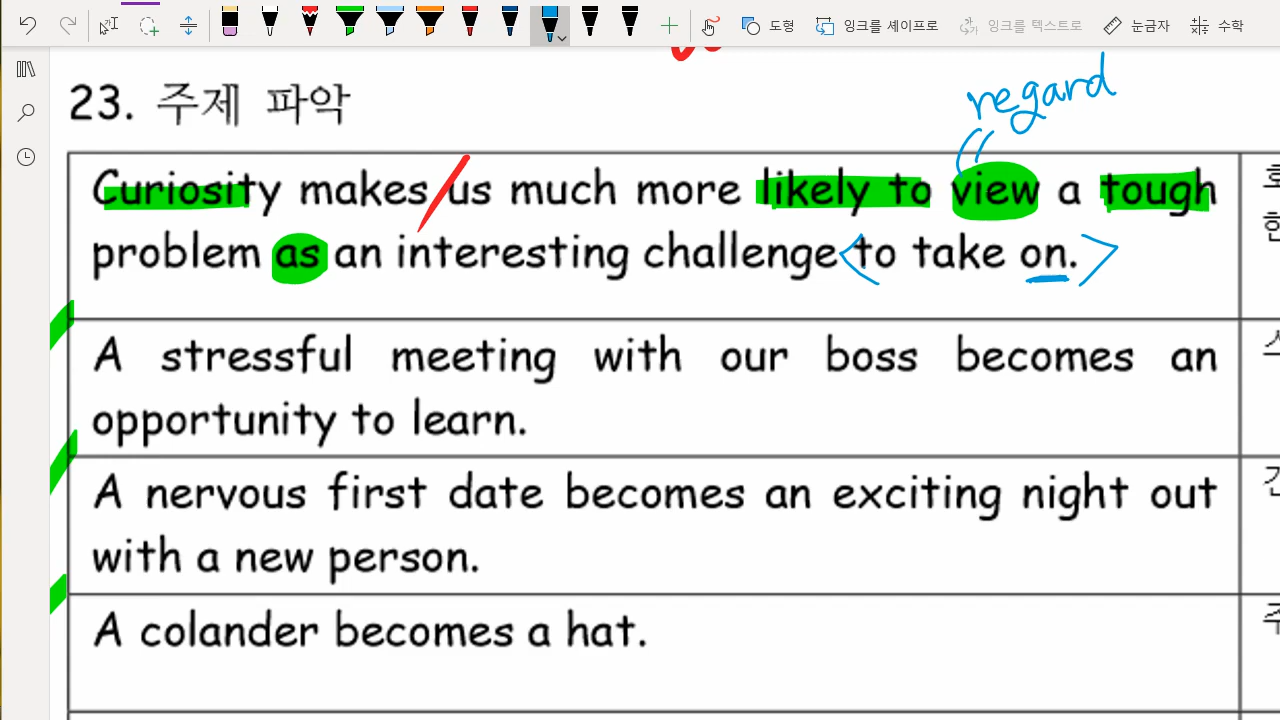 도형 잉크를 셰이프로 잉크를 텍스트로 눈금자 수학
regard
23. 주제 파악
Curiosity makes us much more likely to view a tough
problem as an interesting challenge to take on.
A stressful meeting with our boss becomes an
opportunity to learn.
A nervous first date becomes an exciting night out
with a new person.
A colander becomes a hat.